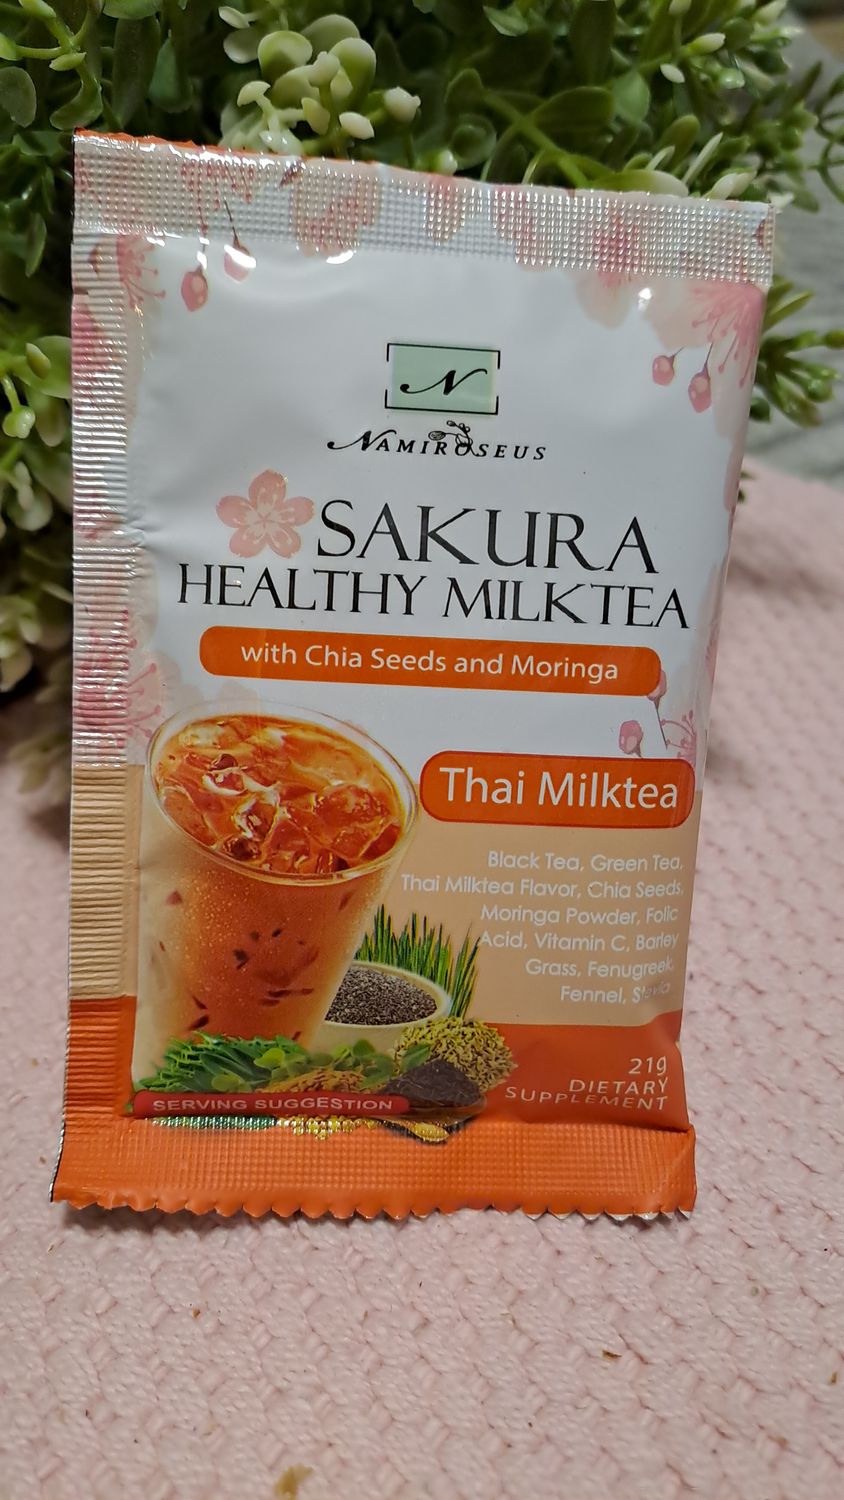 N
NAMIROSEUS
SAKURA
HEALTHY MILKTEA
with Chia Seeds and Moringa
Thai Milktea
Black Tea, Green Tea,
Thai Milktea Flavor, Chia Seeds,
Moringa Powder, Folic
Acid, Vitamin C, Barley
Grass, Fenugreek,
Fennel, Stevia
21g
DIETARY
SUPPLEMENT
SERVING SUGGESTION